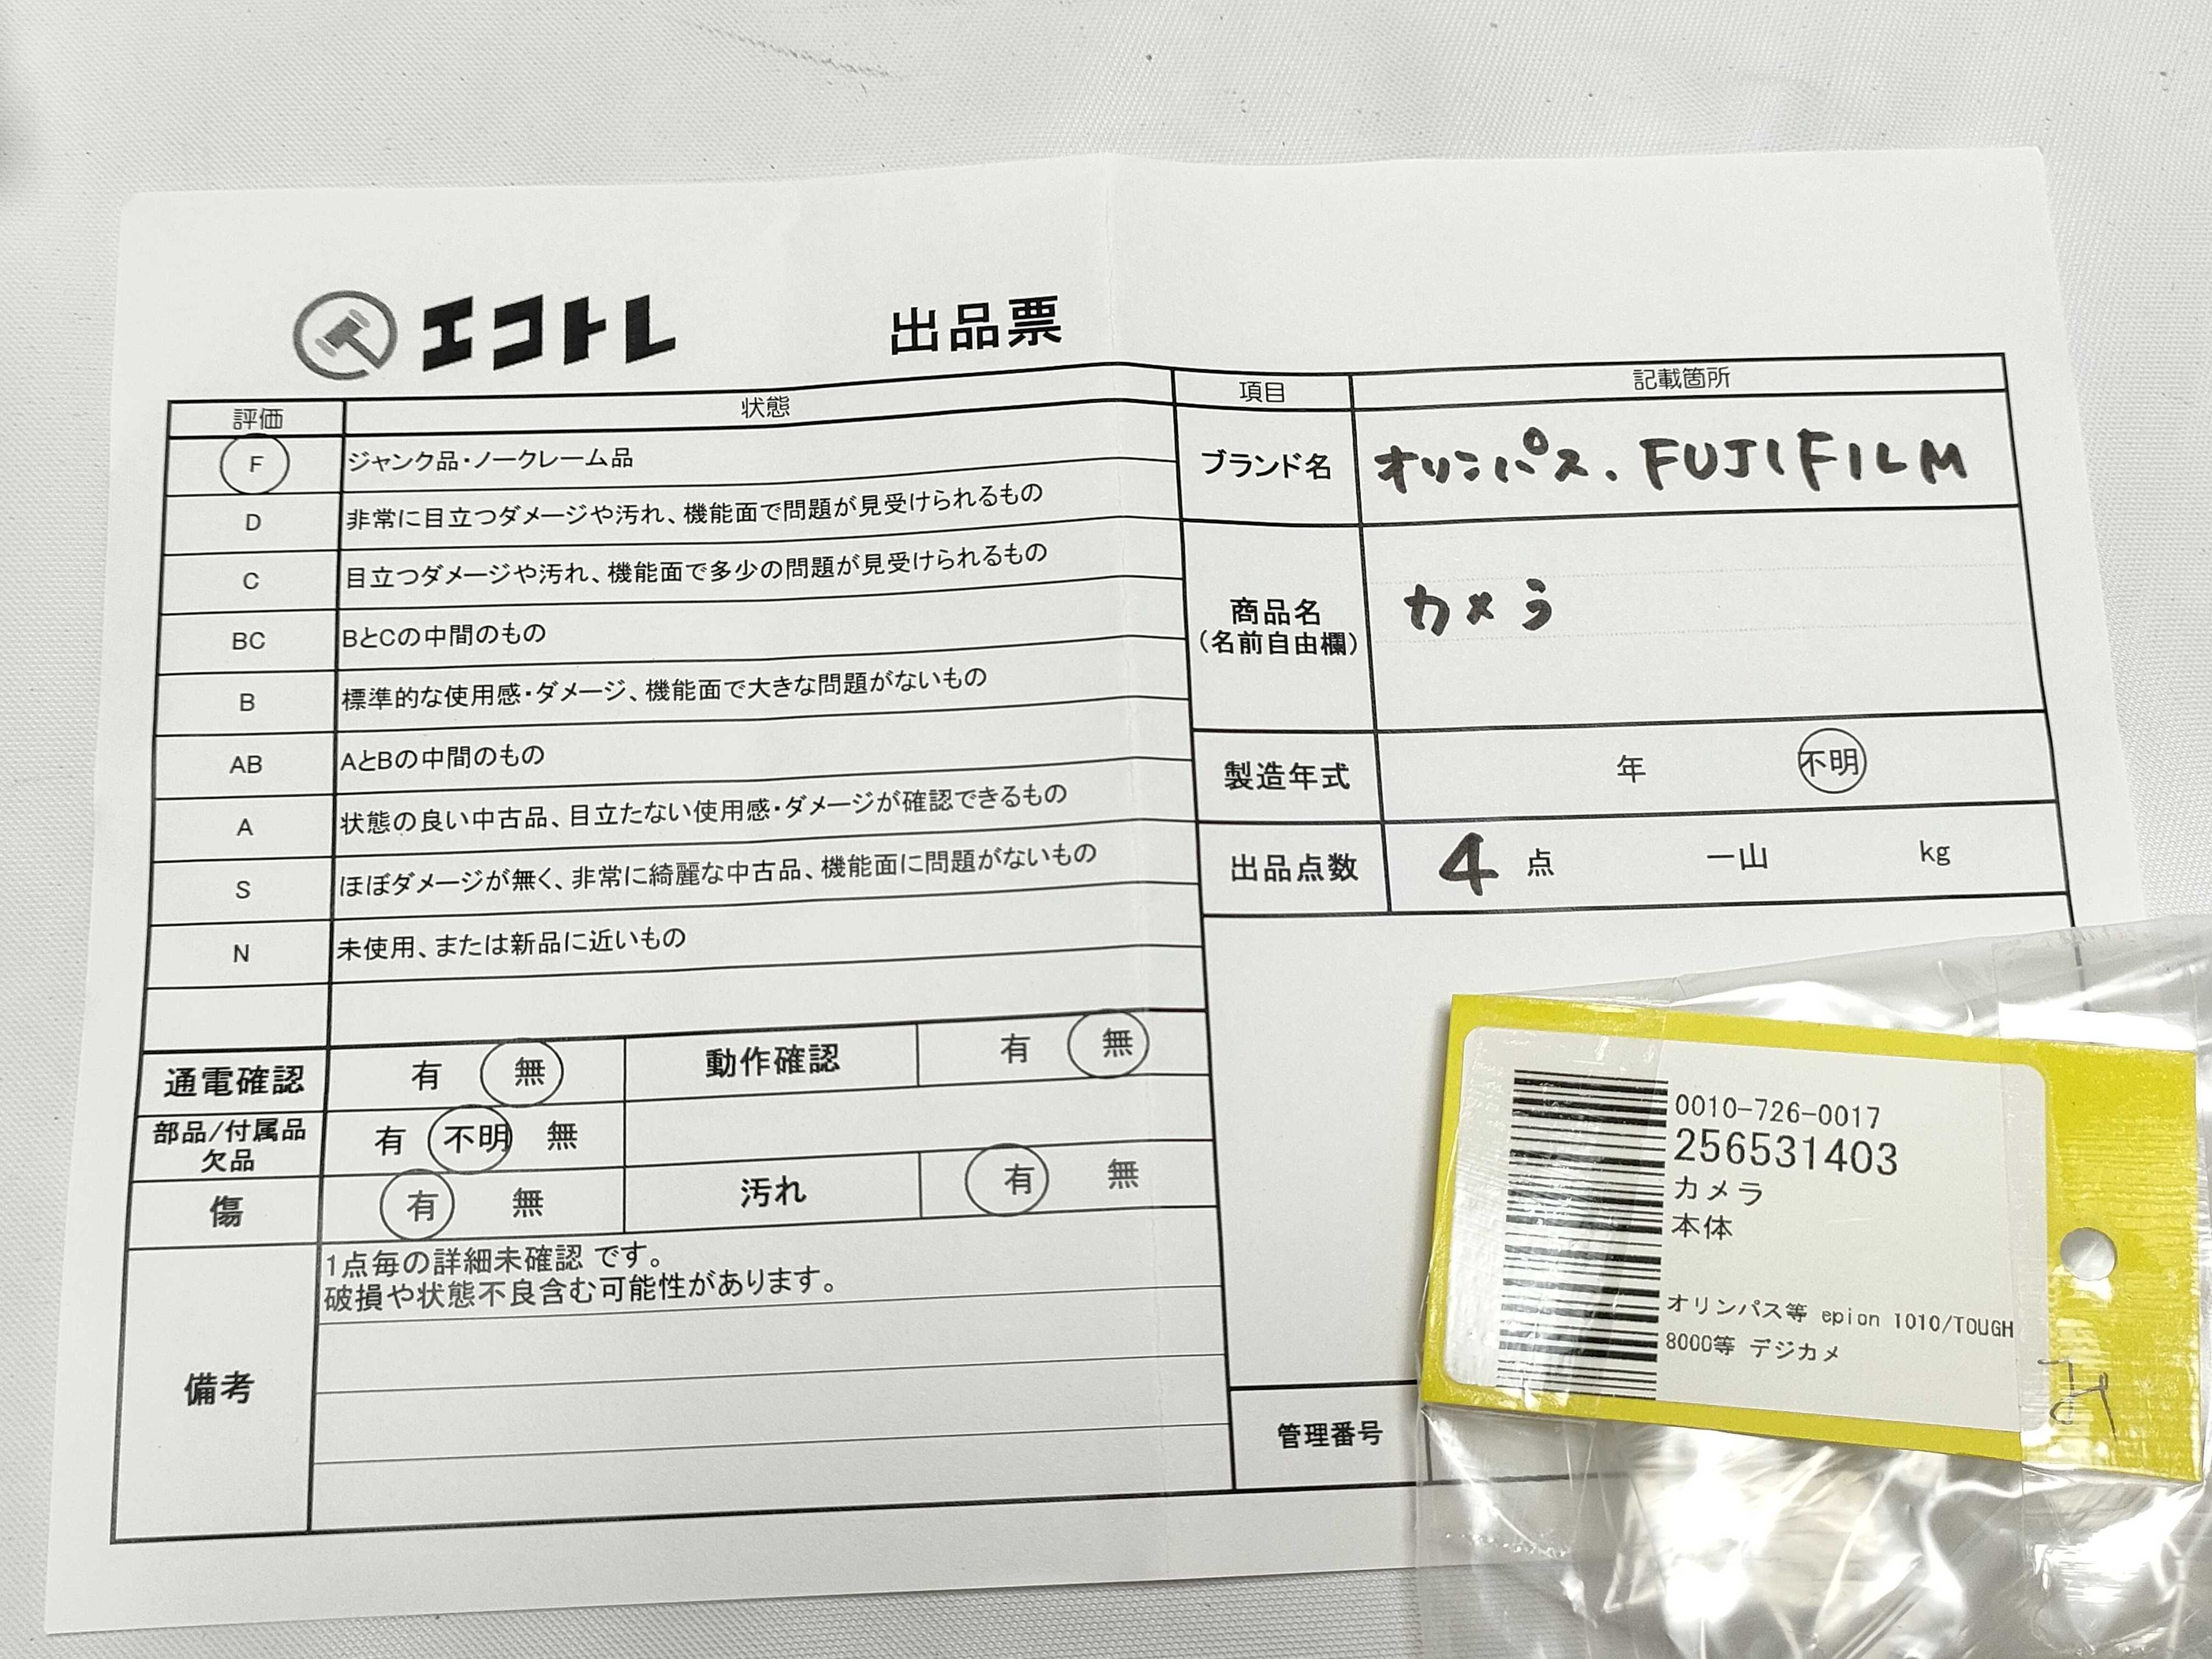 エコトレ 出品票
評価 状態
F ジャンク品・ノークレーム品
D 非常に目立つダメージや汚れ、機能面で問題が見受けられるもの
C 目立つダメージや汚れ、機能面で多少の問題が見受けられるもの
BC BとCの中間のもの
B 標準的な使用感・ダメージ、機能面で大きな問題がないもの
AB AとBの中間のもの
A 状態の良い中古品、目立たない使用感・ダメージが確認できるもの
S ほぼダメージが無く、非常に綺麗な中古品、機能面に問題がないもの
N 未使用、または新品に近いもの
通電確認 有 無 動作確認 有 無
部品/付属品
欠品 有 不明 無
傷 有 無 汚れ 有 無
備考
1点毎の詳細未確認 です。
破損や状態不良含む可能性があります。
項目 記載箇所
ブランド名 オリンパス. FUJIFILM
商品名
(名前自由欄)
カメラ
製造年式 年 不明
出品点数 4 点 一山 kg
管理番号
0010-726-0017
256531403
カメラ
本体
オリンパス等 epion 1010/TOUGH
8000等 デジカメ